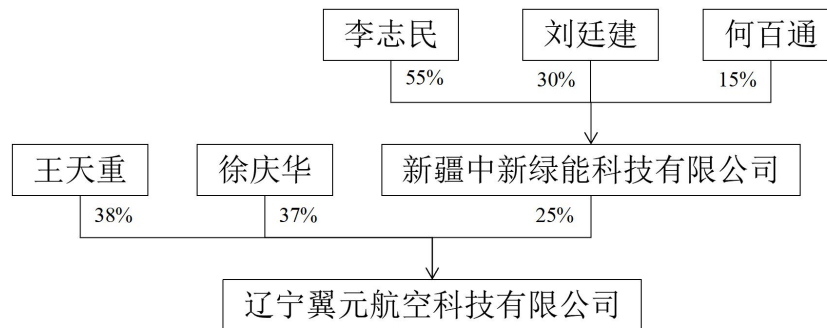 李志民
刘廷建
何百通
55%
30%
15%
王天重
徐庆华
新疆中新绿能科技有限公司
38%
37%
25%
辽宁翼元航空科技有限公司